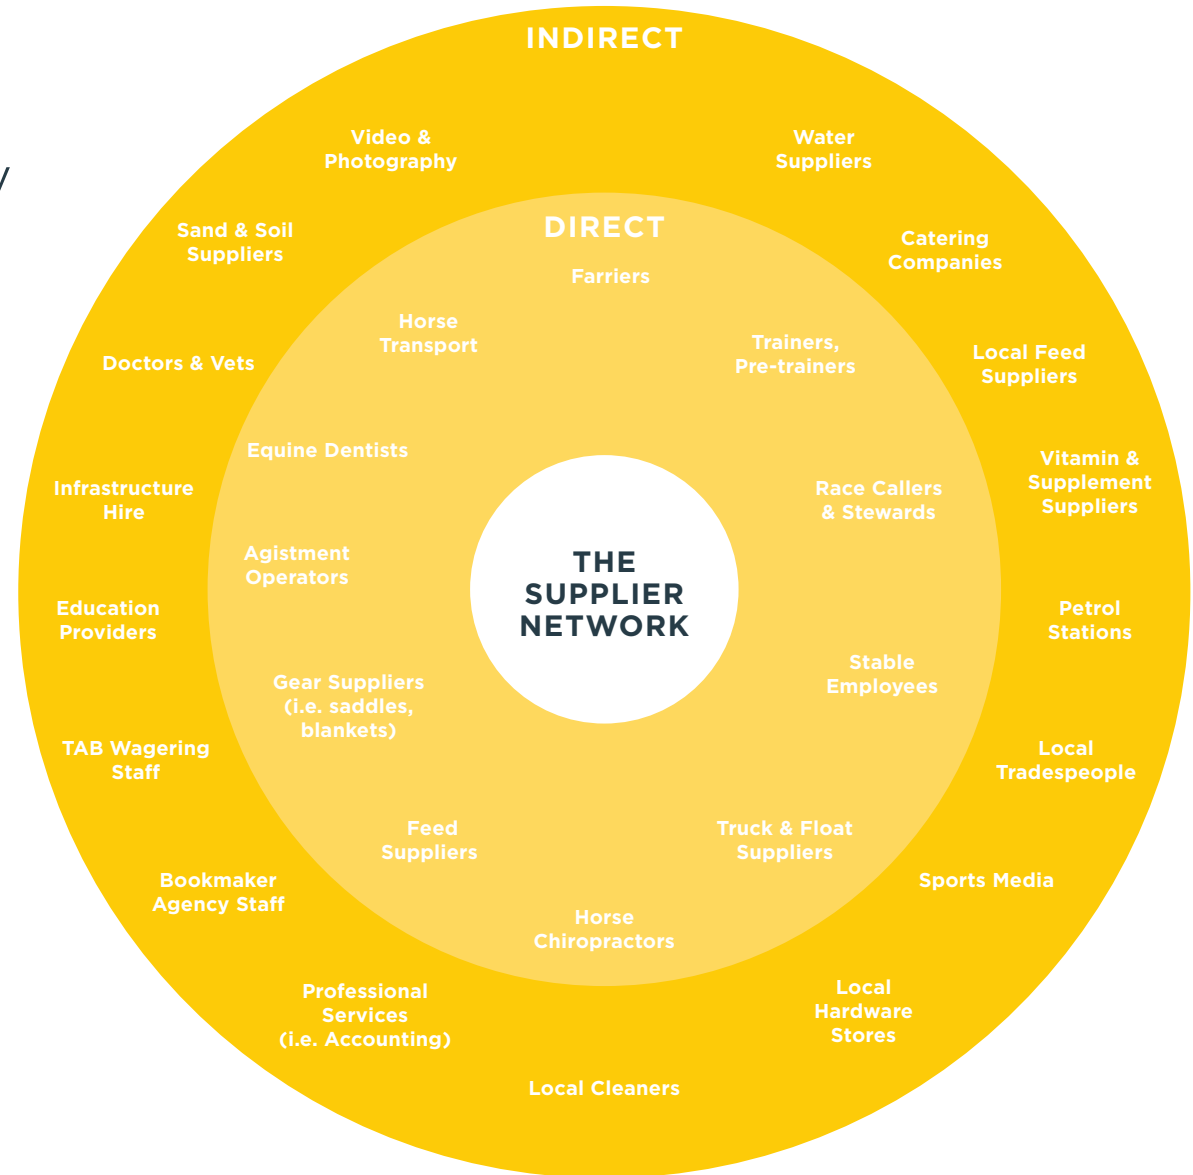 INDIRECT
Video &
Photography
Water
Suppliers
Sand & Soil
Suppliers
Catering
Companies
Doctors & Vets
Local Feed
Suppliers
Infrastructure
Hire
Vitamin &
Supplement
Suppliers
Education
Providers
Petrol
Stations
TAB Wagering
Staff
Local
Tradespeople
Bookmaker
Agency Staff
Sports Media
Professional
Services
(i.e. Accounting)
Local
Hardware
Stores
Local Cleaners
DIRECT
Farriers
Horse
Transport
Trainers,
Pre-trainers
Equine Dentists
Race Callers
& Stewards
Agistment
Operators
Stable
Employees
Gear Suppliers
(i.e. saddles,
blankets)
Feed
Suppliers
Truck & Float
Suppliers
Horse
Chiropractors
THE
SUPPLIER
NETWORK